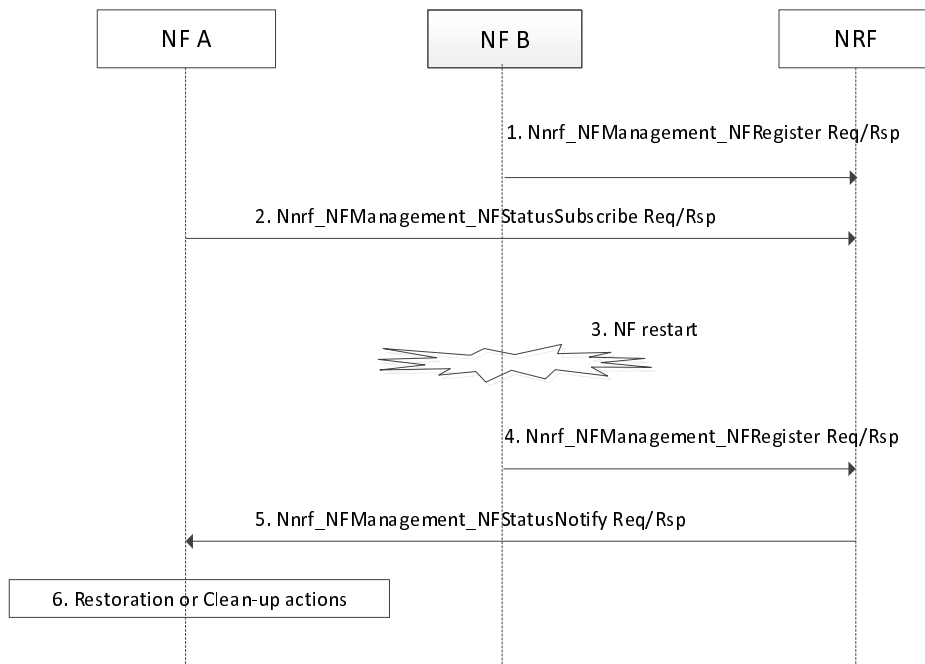 NF A
NF B
NRF
1. Nnrf_NFManagement_NFRegister Req/Rsp
2. Nnrf_NFManagement_NFStatusSubscribe Req/Rsp
3. NF restart
4. Nnrf_NFManagement_NFRegister Req/Rsp
5. Nnrf_NFManagement_NFStatusNotify Req/Rsp
6. Restoration or Clean-up actions